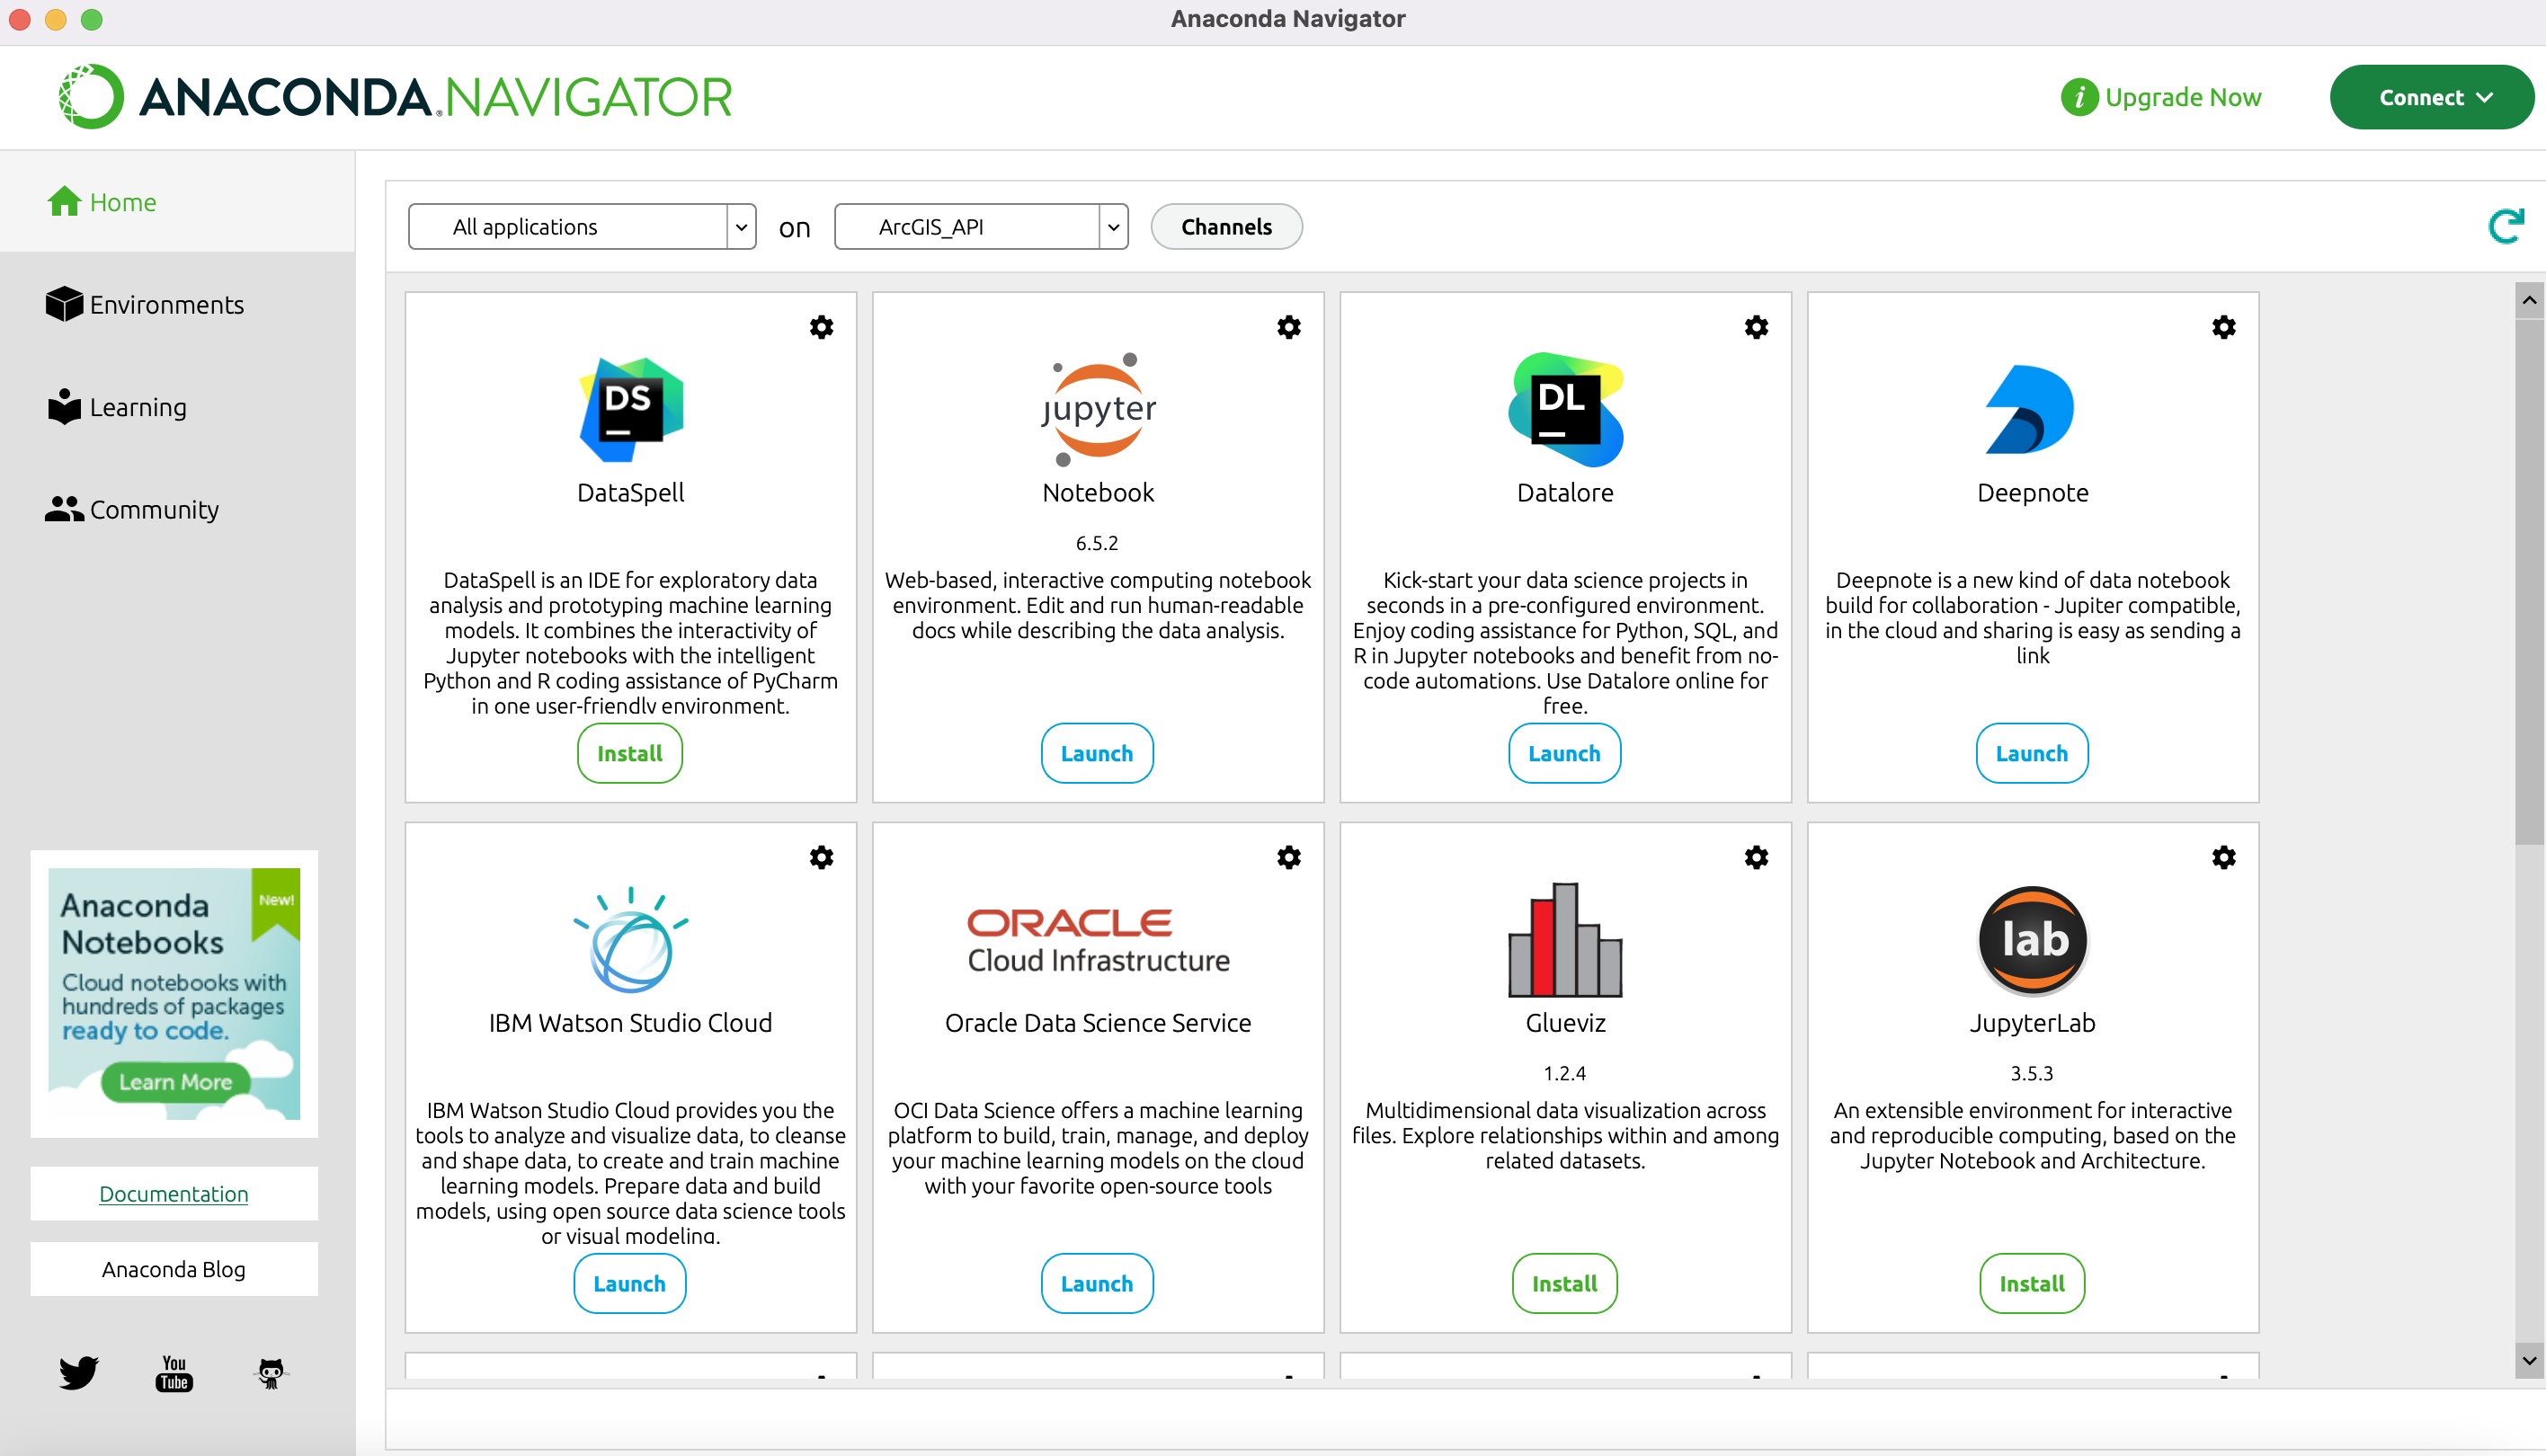 Anaconda Navigator
ANACONDA.NAVIGATOR
i Upgrade Now
Connect
Home
Environments
Learning
Community
All applications on ArcGIS_API Channels
DS
DataSpell
DataSpell is an IDE for exploratory data
analysis and prototyping machine learning
models. It combines the interactivity of
Jupyter notebooks with the intelligent
Python and R coding assistance of PyCharm
in one user-friendly environment.
Install
jupyter
Notebook
6.5.2
Web-based, interactive computing notebook
environment. Edit and run human-readable
docs while describing the data analysis.
Launch
DL
Datalore
Kick-start your data science projects in
seconds in a pre-configured environment.
Enjoy coding assistance for Python, SQL, and
R in Jupyter notebooks and benefit from no-
code automations. Use Datalore online for
free.
Launch
Deepnote
Deepnote is a new kind of data notebook
build for collaboration - Jupiter compatible,
in the cloud and sharing is easy as sending a
link
Launch
IBM Watson Studio Cloud
IBM Watson Studio Cloud provides you the
tools to analyze and visualize data, to cleanse
and shape data, to create and train machine
learning models. Prepare data and build
models, using open source data science tools
or visual modeling.
Launch
ORACLE
Cloud Infrastructure
Oracle Data Science Service
OCI Data Science offers a machine learning
platform to build, train, manage, and deploy
your machine learning models on the cloud
with your favorite open-source tools
Launch
Glueviz
1.2.4
Multidimensional data visualization across
files. Explore relationships within and among
related datasets.
Install
lab
JupyterLab
3.5.3
An extensible environment for interactive
and reproducible computing, based on the
Jupyter Notebook and Architecture.
Install
New!
Anaconda
Notebooks
Cloud notebooks with
hundreds of packages
ready to code.
Learn More
Documentation
Anaconda Blog
You
Tube